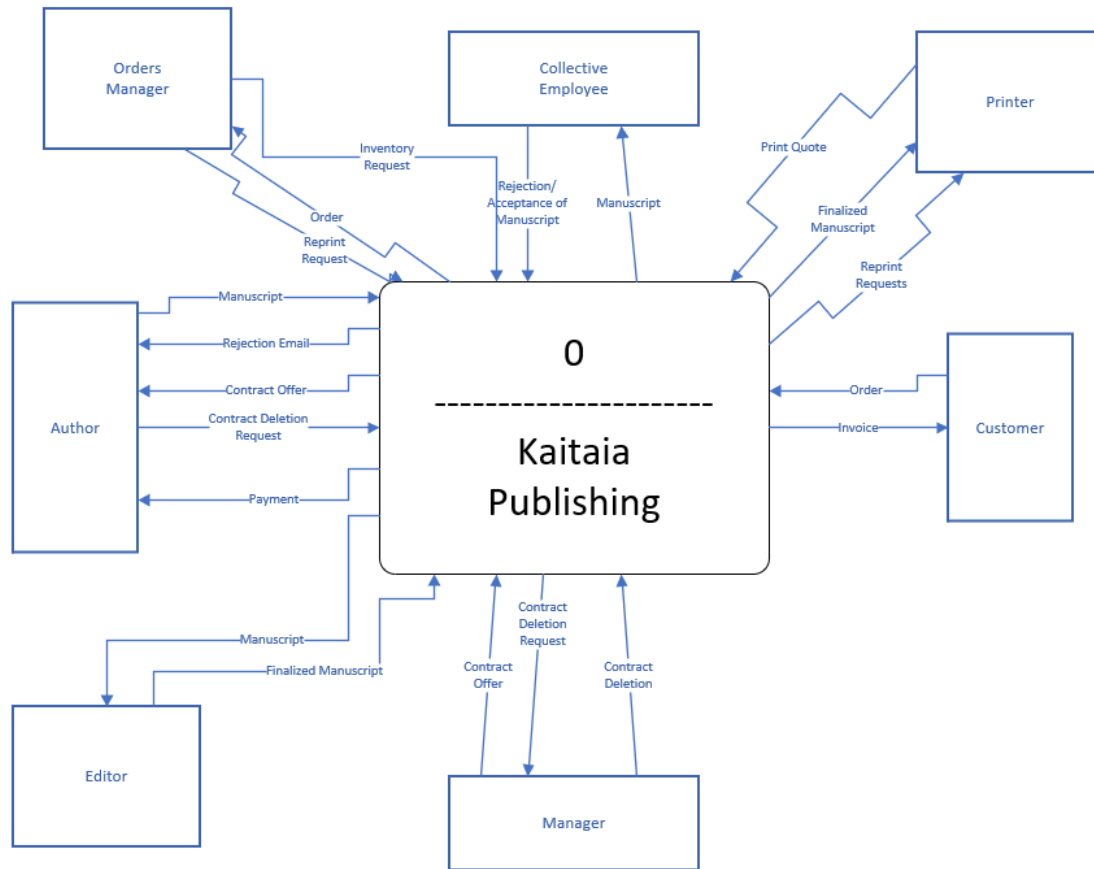 Orders
Manager
Collective
Employee
Printer
Inventory
Request
Print Quote
Rejection/
Acceptance of
Manuscript
Manuscript
Order
Finalized
Manuscript
Reprint
Request
Reprint
Requests
Manuscript
Rejection Email
Contract Offer
Contract Deletion
Request
Payment
Author
0
----------------------
Kaitaia
Publishing
Order
Invoice
Customer
Manuscript
Finalized Manuscript
Contract
Deletion
Request
Contract
Offer
Contract
Deletion
Editor
Manager